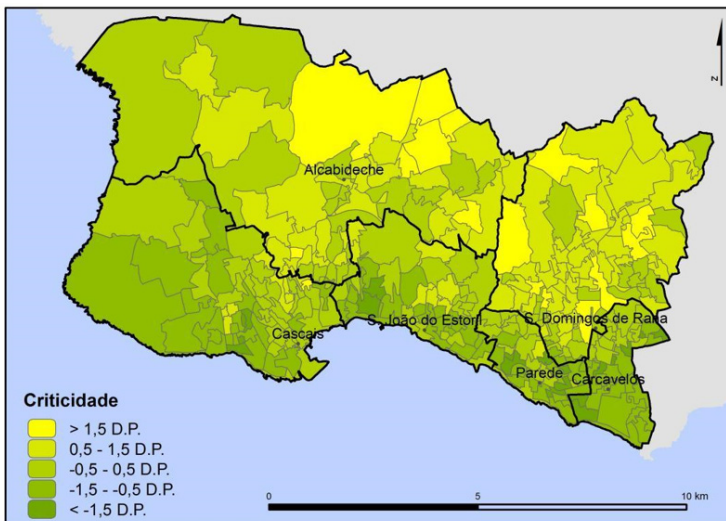 z
Alcabideche
S. João do Estoril
S. Domingos de Rana
Cascais
Parede
Carcavelos
Criticidade
> 1,5 D.P.
0,5 - 1,5 D.P.
-0,5 - 0,5 D.P.
-1,5 - -0,5 D.P.
< -1,5 D.P.
0 5 10 km